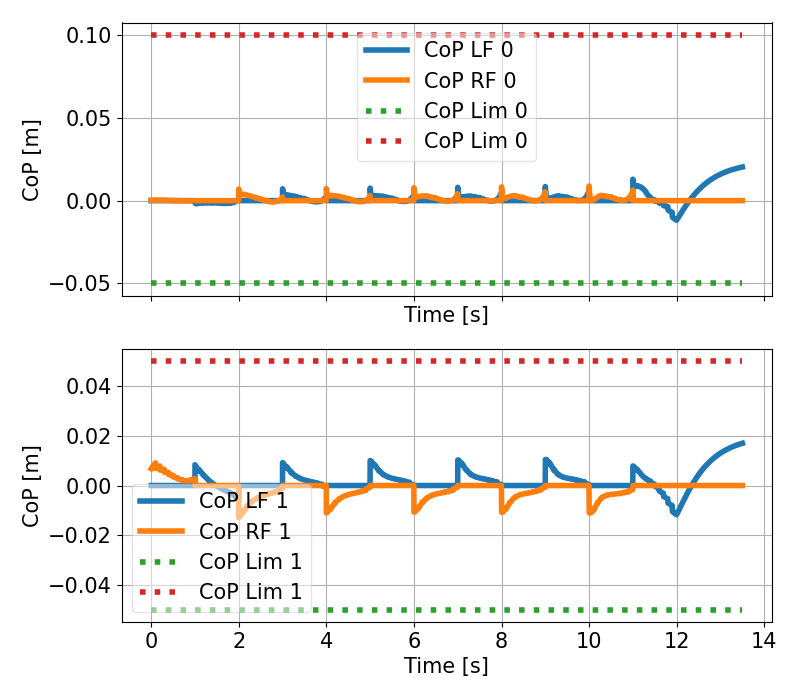 0.10
0.05
0.00
−0.05
CoP [m]
CoP LF 0
CoP RF 0
CoP Lim 0
CoP Lim 0
Time [s]
0.04
0.02
0.00
−0.02
−0.04
CoP [m]
CoP LF 1
CoP RF 1
CoP Lim 1
CoP Lim 1
0 2 4 6 8 10 12 14
Time [s]